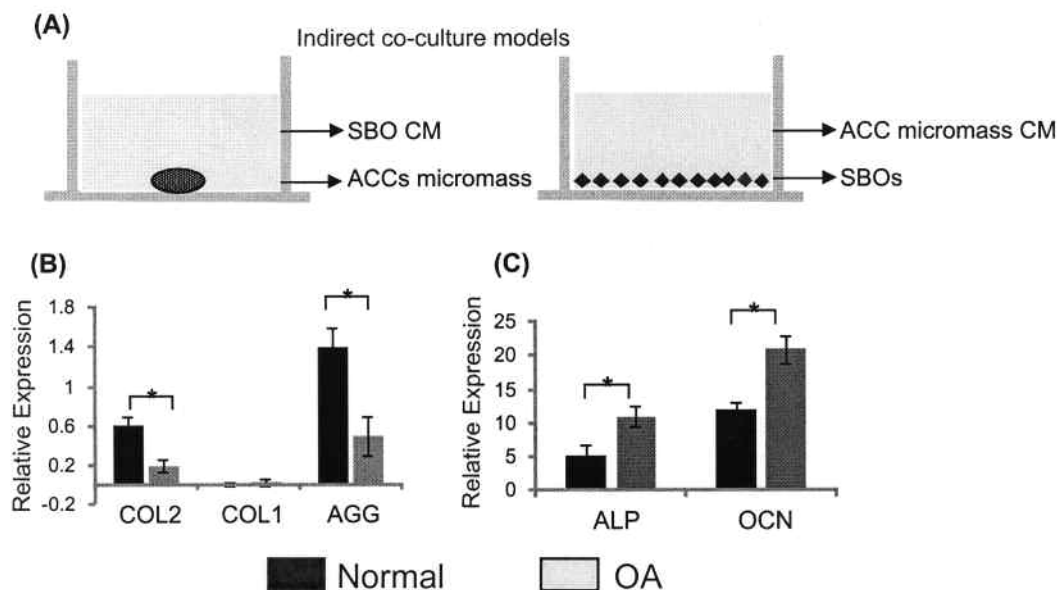 (A)
Indirect co-culture models
SBO CM
ACCs micromass
ACC micromass CM
SBOs
(B)
Relative Expression
1.8
1.4
1
0.6
0.2
-0.2
*
*
COL2 COL1 AGG
(C)
Relative Expression
25
20
15
10
5
0
*
*
ALP OCN
Normal OA